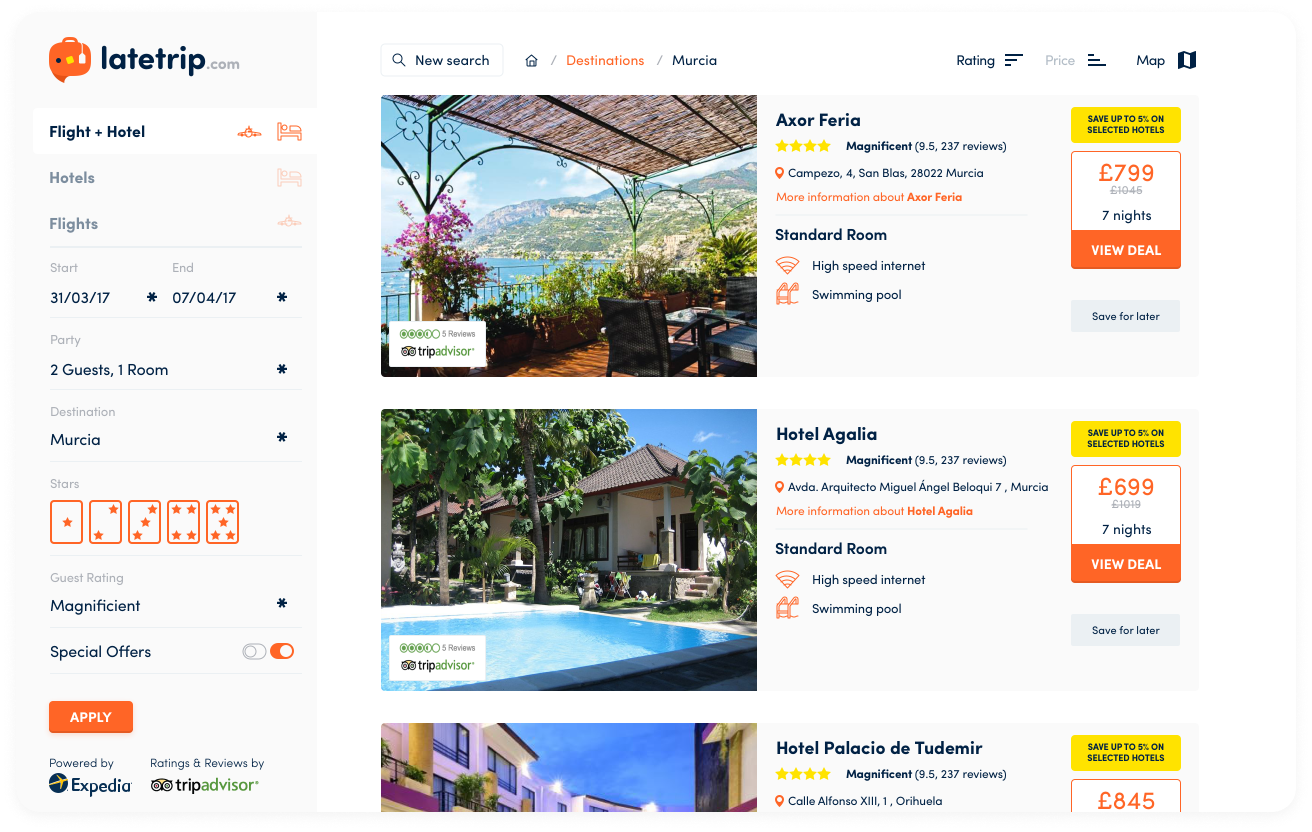 latetrip.com
Flight + Hotel
Hotels
Flights
Start End
31/03/17 * 07/04/17 *
Party
2 Guests, 1 Room *
Destination
Murcia *
Stars
Guest Rating
Magnificient *
Special Offers
APPLY
Powered by
Expedia
Ratings & Reviews by
tripadvisor
New search / Destinations / Murcia
Rating Price Map
5 Reviews
tripadvisor
Axor Feria
Magnificent (9.5, 237 reviews)
Campezo, 4, San Blas, 28022 Murcia
More information about Axor Feria
Standard Room
High speed internet
Swimming pool
SAVE UP TO 5% ON
SELECTED HOTELS
£799
£1045
7 nights
VIEW DEAL
Save for later
5 Reviews
tripadvisor
Hotel Agalia
Magnificent (9.5, 237 reviews)
Avda. Arquitecto Miguel Ángel Beloqui 7 , Murcia
More information about Hotel Agalia
Standard Room
High speed internet
Swimming pool
SAVE UP TO 5% ON
SELECTED HOTELS
£699
£1019
7 nights
VIEW DEAL
Save for later
Hotel Palacio de Tudemir
Magnificent (9.5, 237 reviews)
Calle Alfonso XIII, 1 , Orihuela
SAVE UP TO 5% ON
SELECTED HOTELS
£845